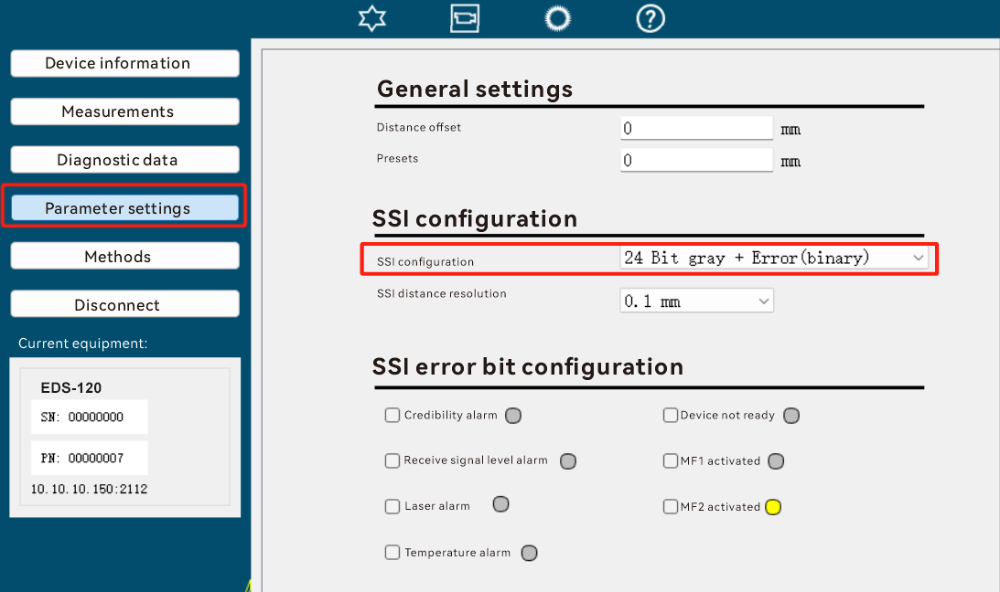 ?
Device information
Measurements
Diagnostic data
Parameter settings
Methods
Disconnect
Current equipment:
EDS-120
SN: 00000000
PN: 00000007
10.10.10.150:2112
General settings
Distance offset 0 mm
Presets 0 mm
SSI configuration
SSI configuration 24 Bit gray + Error(binary)
SSI distance resolution 0.1 mm
SSI error bit configuration
Credibility alarm Device not ready
Receive signal level alarm MF1 activated
Laser alarm MF2 activated
Temperature alarm